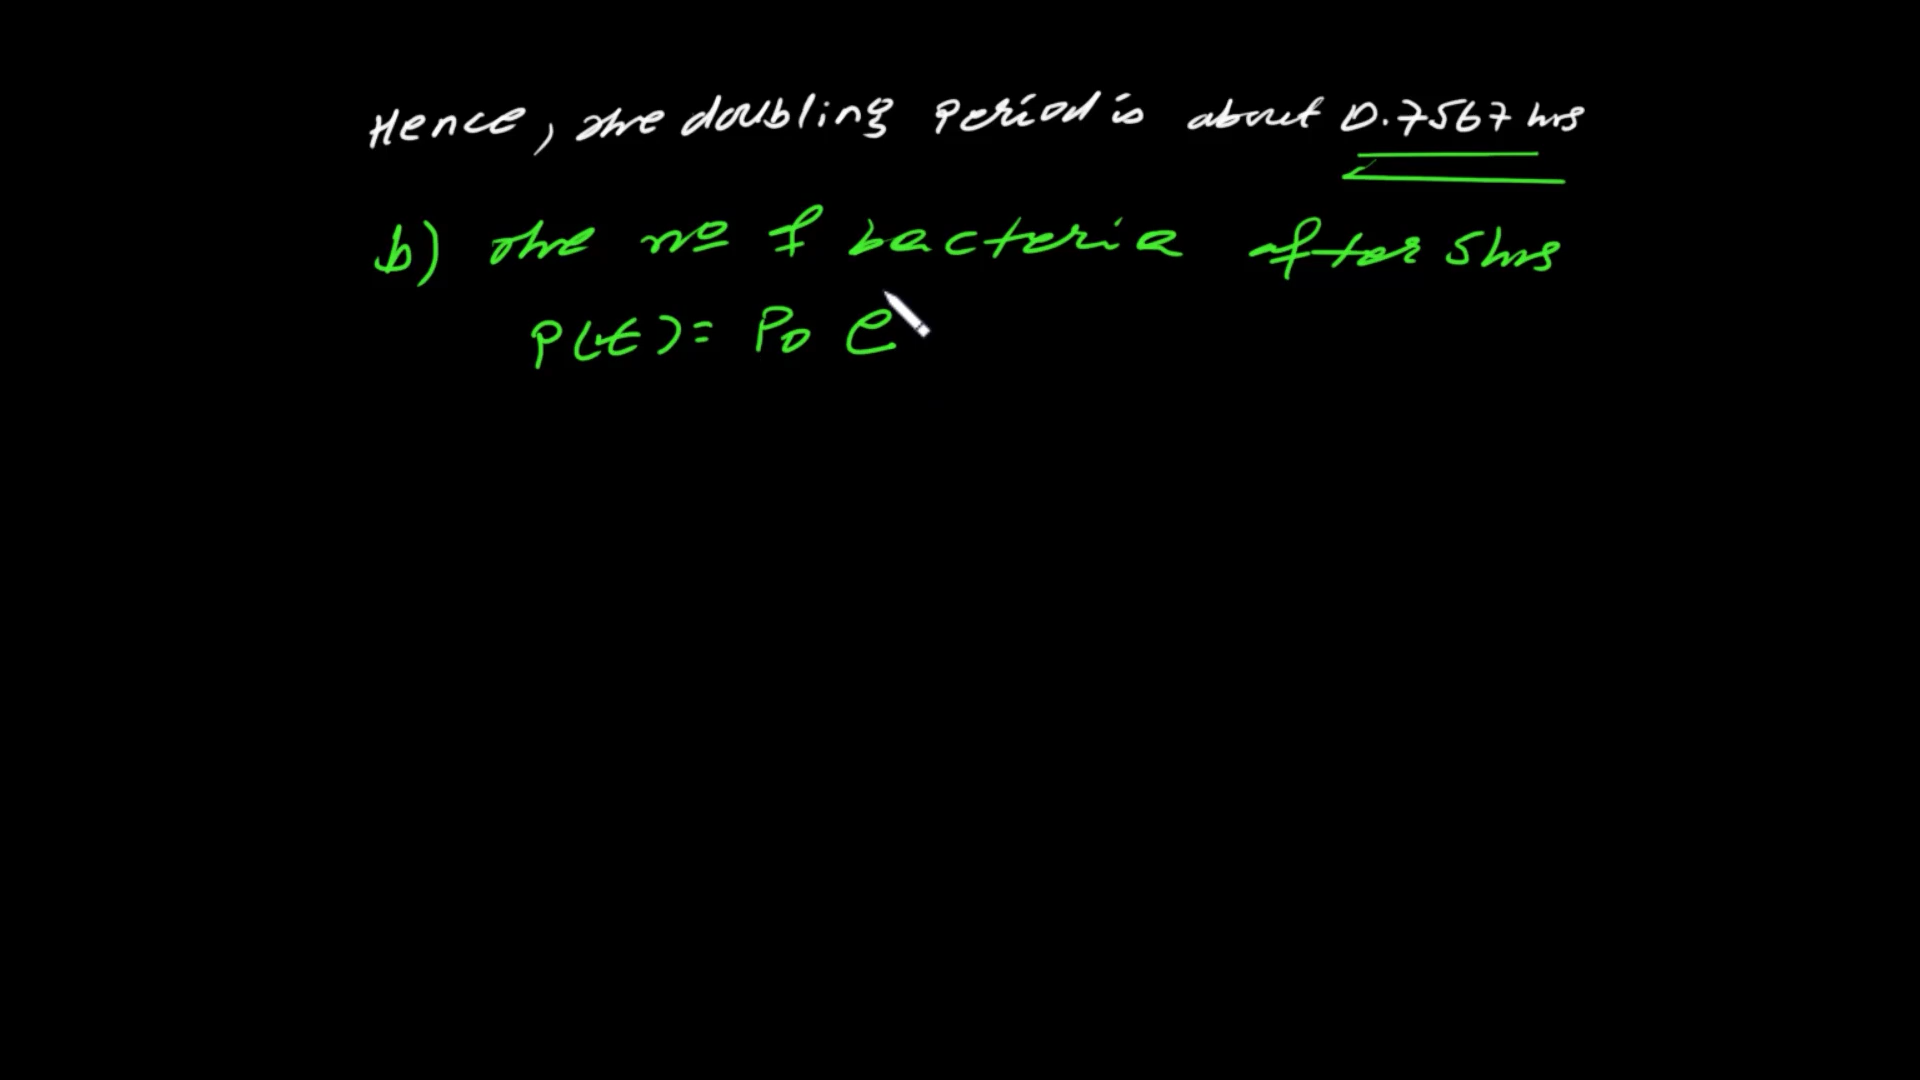 Hence, the doubling Period is about 0.7567 hrs
b) the no of bacteria after 5hrs
P(t) = P0 e